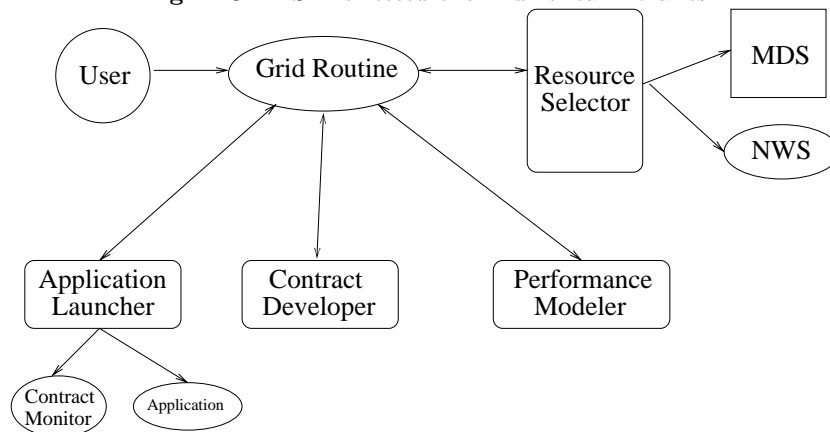 User
Grid Routine
Resource
Selector
MDS
NWS
Application
Launcher
Contract
Developer
Performance
Modeler
Contract
Monitor
Application